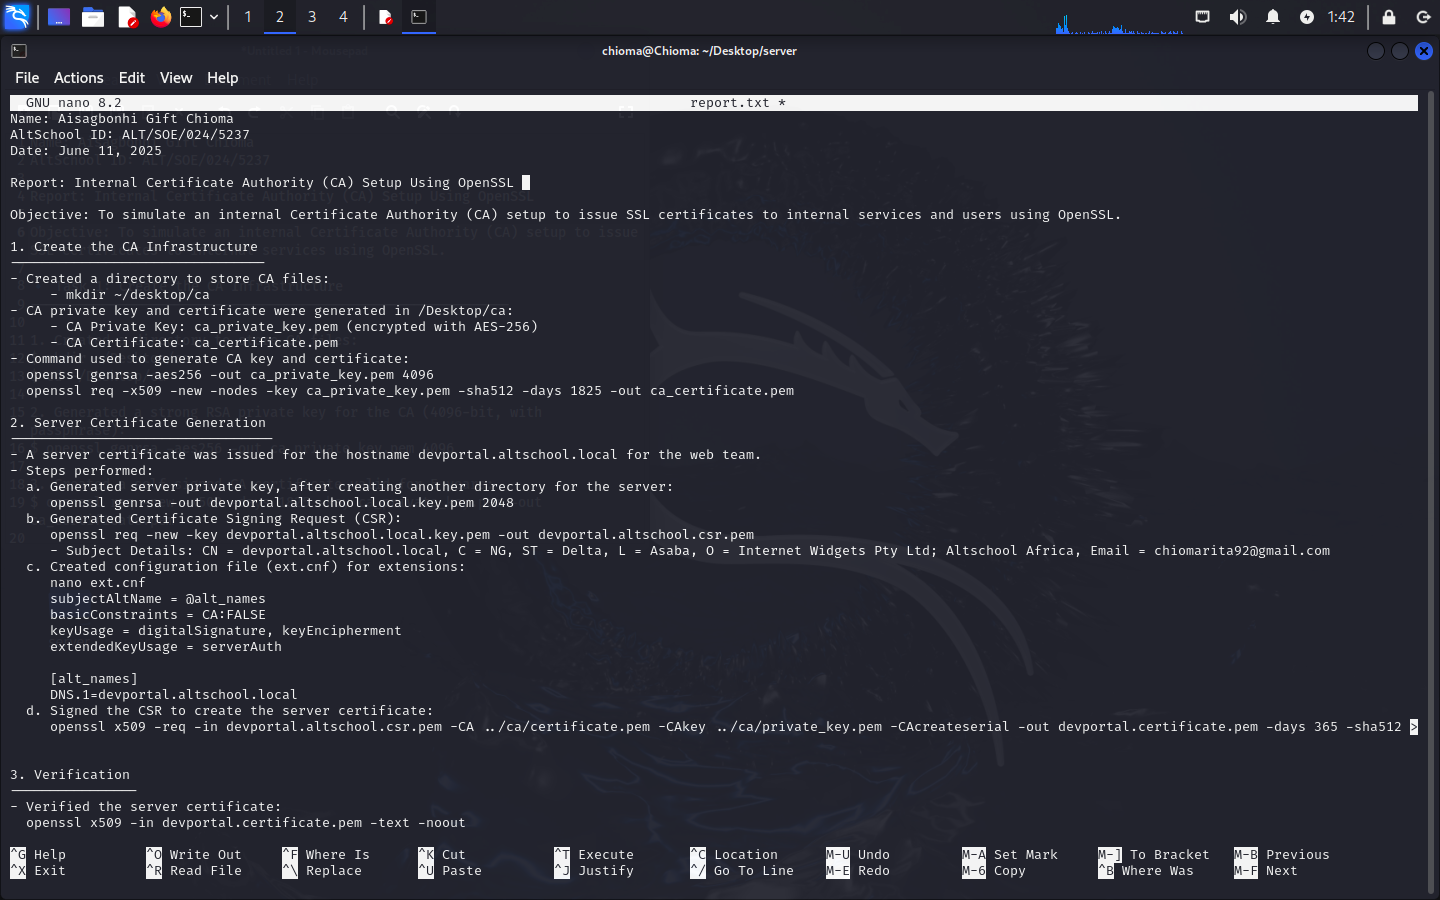 1 2 3 4 1:42
chioma@Chioma: ~/Desktop/server
File Actions Edit View Help
GNU nano 8.2 report.txt *
Name: Aisagbonhi Gift Chioma
AltSchool ID: ALT/SOE/024/5237
Date: June 11, 2025
Report: Internal Certificate Authority (CA) Setup Using OpenSSL
Objective: To simulate an internal Certificate Authority (CA) setup to issue SSL certificates to internal services and users using OpenSSL.
1. Create the CA Infrastructure
--------------------------------
- Created a directory to store CA files:
- mkdir ~/desktop/ca
- CA private key and certificate were generated in /Desktop/ca:
- CA Private Key: ca_private_key.pem (encrypted with AES-256)
- CA Certificate: ca_certificate.pem
- Command used to generate CA key and certificate:
openssl genrsa -aes256 -out ca_private_key.pem 4096
openssl req -x509 -new -nodes -key ca_private_key.pem -sha512 -days 1825 -out ca_certificate.pem
2. Server Certificate Generation
---------------------------------
- A server certificate was issued for the hostname devportal.altschool.local for the web team.
- Steps performed:
a. Generated server private key, after creating another directory for the server:
openssl genrsa -out devportal.altschool.local.key.pem 2048
b. Generated Certificate Signing Request (CSR):
openssl req -new -key devportal.altschool.local.key.pem -out devportal.altschool.csr.pem
- Subject Details: CN = devportal.altschool.local, C = NG, ST = Delta, L = Asaba, O = Internet Widgets Pty Ltd; Altschool Africa, Email = chiomarita92@gmail.com
c. Created configuration file (ext.cnf) for extensions:
nano ext.cnf
subjectAltName = @alt_names
basicConstraints = CA:FALSE
keyUsage = digitalSignature, keyEncipherment
extendedKeyUsage = serverAuth
[alt_names]
DNS.1=devportal.altschool.local
d. Signed the CSR to create the server certificate:
openssl x509 -req -in devportal.altschool.csr.pem -CA ../ca/certificate.pem -CAkey ../ca/private_key.pem -CAcreateserial -out devportal.certificate.pem -days 365 -sha512 >
3. Verification
----------------
- Verified the server certificate:
openssl x509 -in devportal.certificate.pem -text -noout
^G Help ^O Write Out ^F Where Is ^K Cut ^T Execute ^C Location M-U Undo M-A Set Mark M-] To Bracket M-B Previous
^X Exit ^R Read File ^\ Replace ^U Paste ^J Justify ^/ Go To Line M-E Redo M-6 Copy ^B Where Was M-F Next